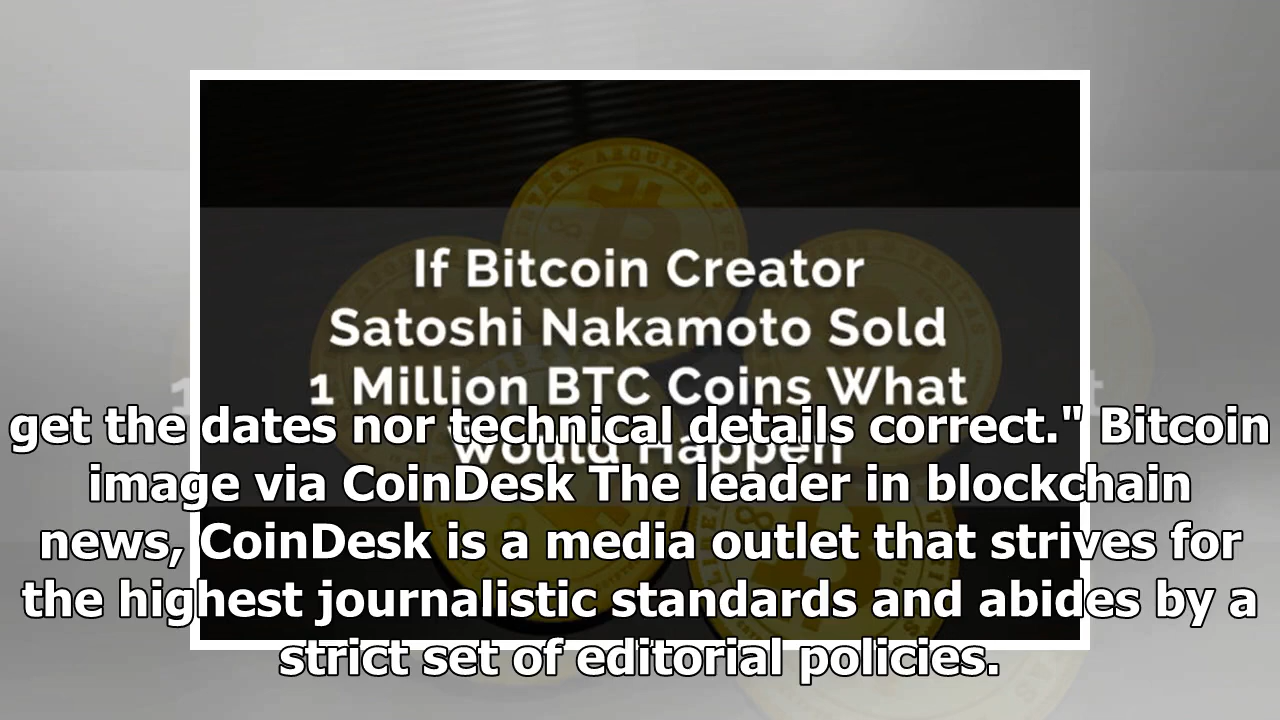 If Bitcoin Creator
Satoshi Nakamoto Sold
1 Million BTC Coins What
Would Happen
get the dates nor technical details correct." Bitcoin
image via CoinDesk The leader in blockchain
news, CoinDesk is a media outlet that strives for
the highest journalistic standards and abides by a
strict set of editorial policies.